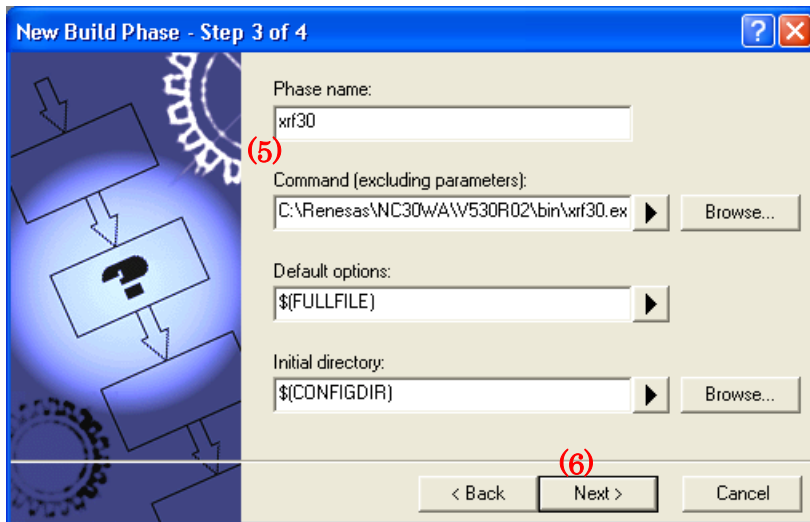 New Build Phase - Step 3 of 4
Phase name:
xrf30
(5)
Command (excluding parameters):
C:\Renesas\NC30WA\V530R02\bin\xrf30.ex
Browse...
Default options:
$(FULLFILE)
Initial directory:
$(CONFIGDIR)
Browse...
(6)
< Back
Next >
Cancel